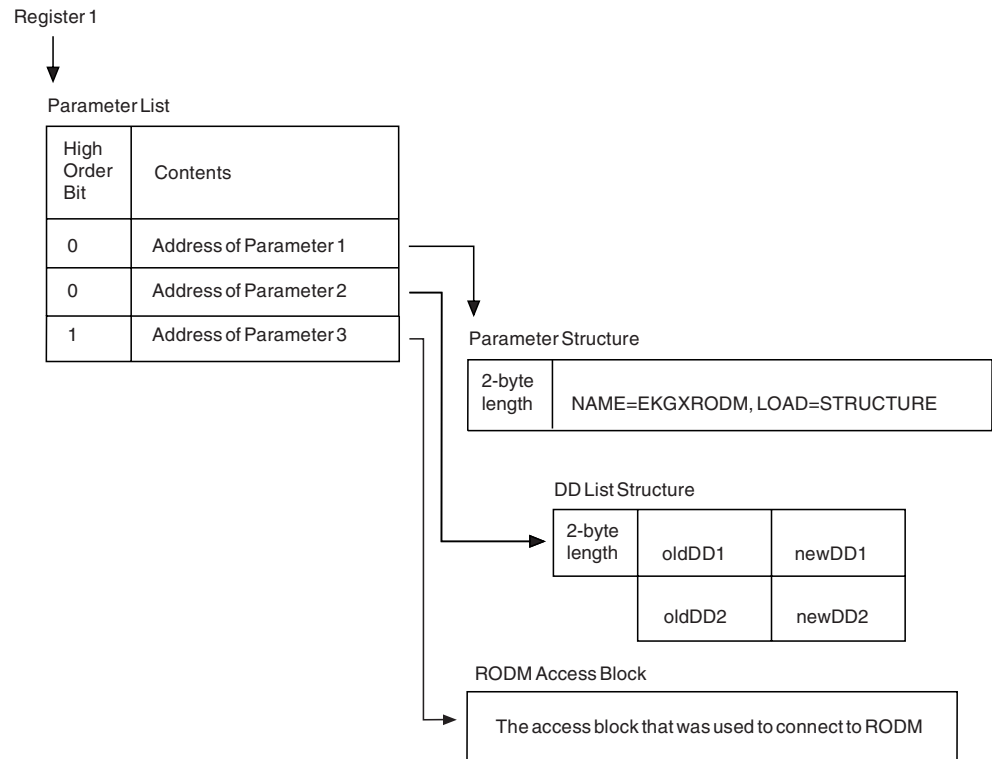 Register 1
Parameter List
High
Order
Bit
Contents
0
Address of Parameter 1
0
Address of Parameter 2
1
Address of Parameter 3
Parameter Structure
2-byte
length
NAME=EKGXRODM, LOAD=STRUCTURE
DD List Structure
2-byte
length
oldDD1
newDD1
oldDD2
newDD2
RODM Access Block
The access block that was used to connect to RODM